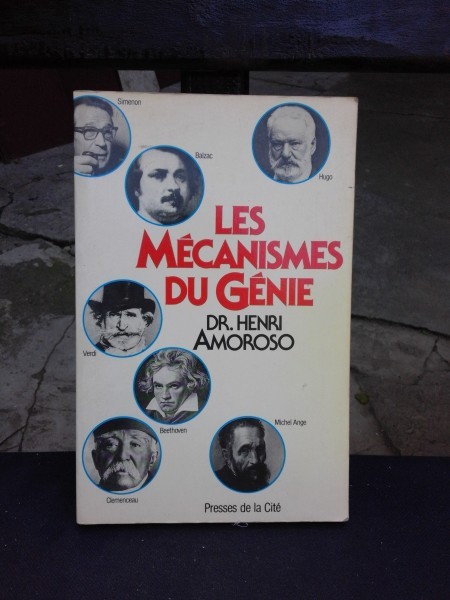 Simenon
Balzac
Hugo
LES
MÉCANISMES
DU GÉNIE
DR. HENRI
AMOROSO
Verdi
Beethoven
Michel Ange
Clemenceau
Presses de la Cité